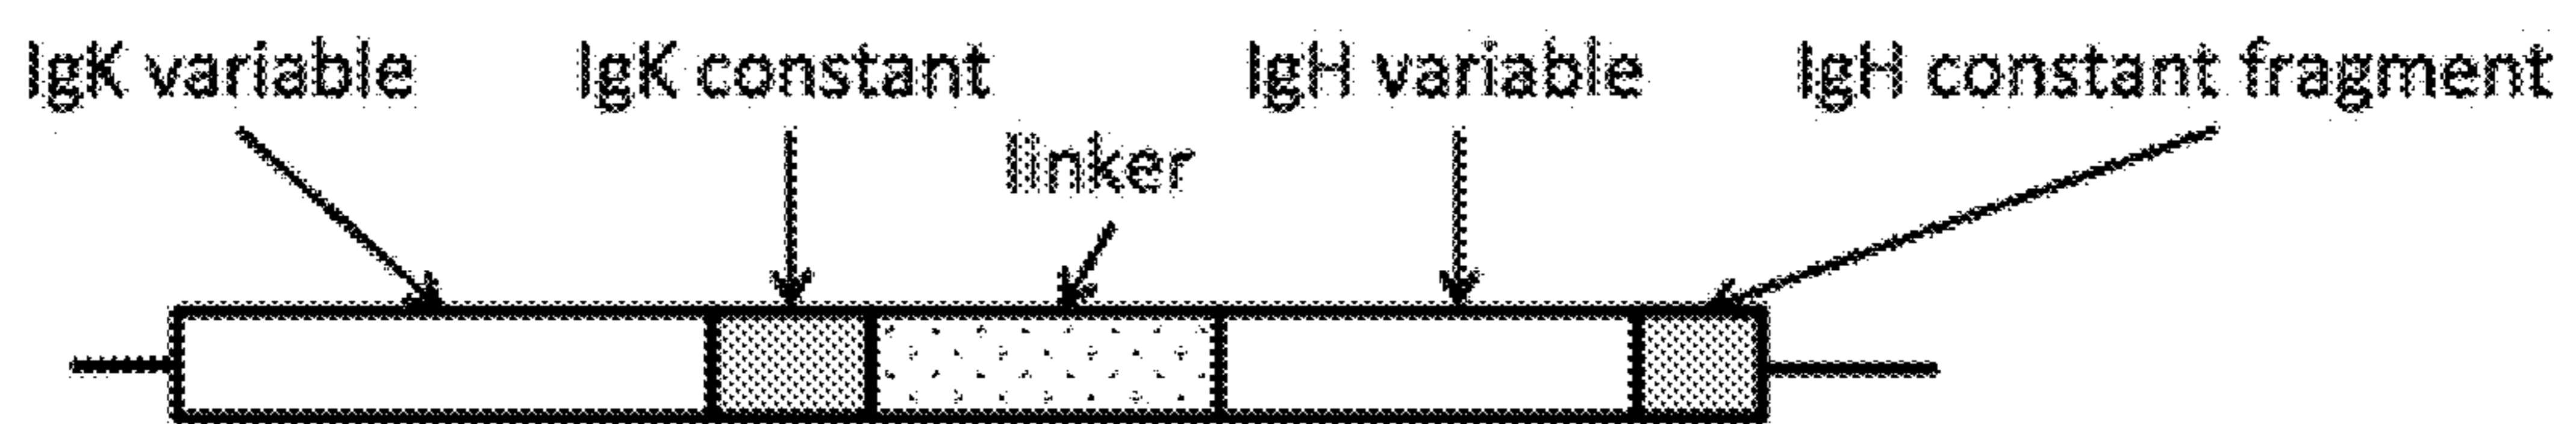 IgK variable IgK constant IgH variable IgH constant fragment
linker